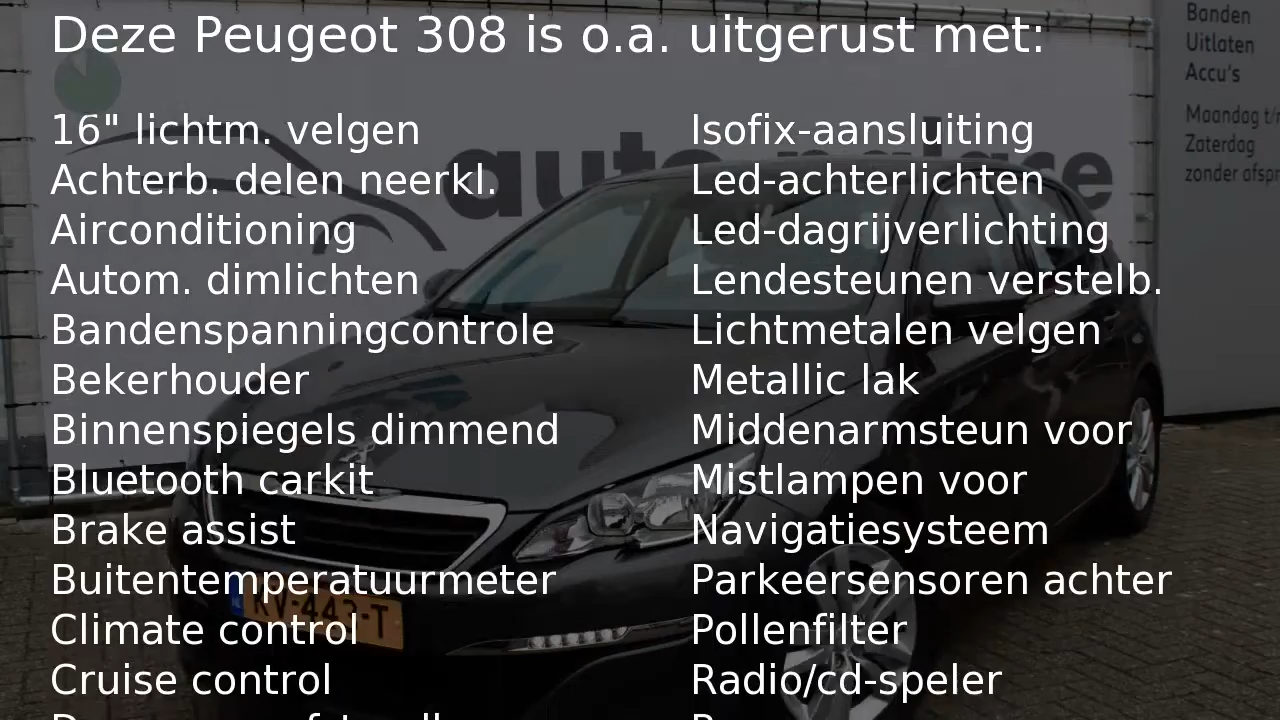 Deze Peugeot 308 is o.a. uitgerust met:
16" lichtm. velgen
Achterb. delen neerkl.
Airconditioning
Autom. dimlichten
Bandenspanningcontrole
Bekerhouder
Binnenspiegels dimmend
Bluetooth carkit
Brake assist
Buitentemperatuurmeter
Climate control
Cruise control
Isofix-aansluiting
Led-achterlichten
Led-dagrijverlichting
Lendesteunen verstelb.
Lichtmetalen velgen
Metallic lak
Middenarmsteun voor
Mistlampen voor
Navigatiesysteem
Parkeersensoren achter
Pollenfilter
Radio/cd-speler
Banden
Uitlaten
Accu's
Maandag
Zaterdag
zonder
auto